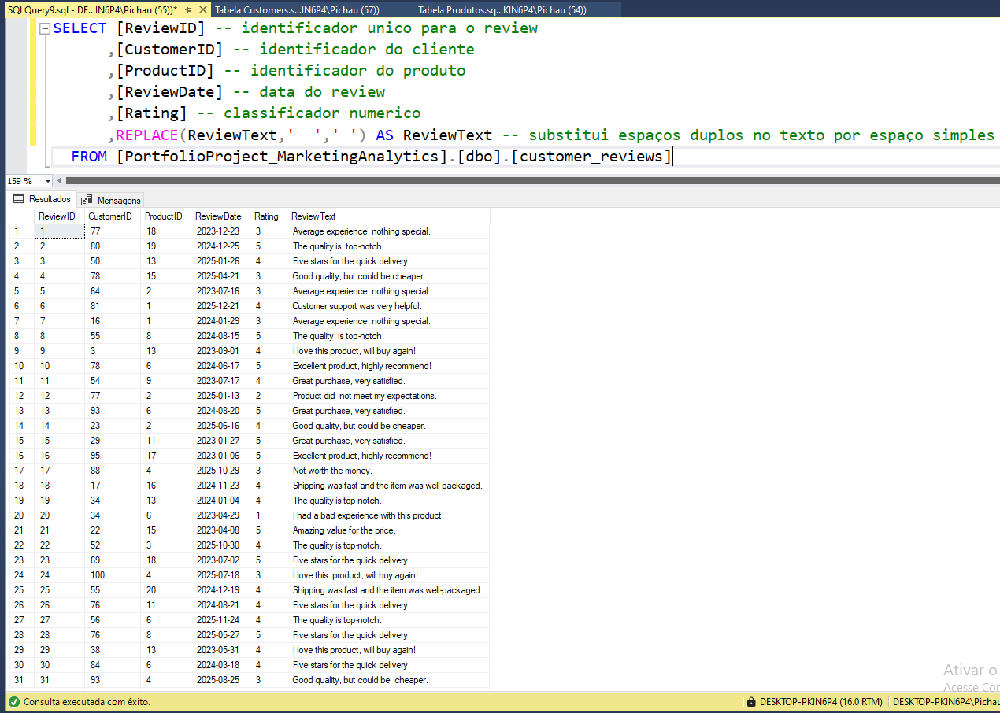 SQLQuery9.sql - DE...IN6P4\Pichau (55))*
Tabela Customers.s...IN6P4\Pichau (57))
Tabela Produtos.sq...KIN6P4\Pichau (54))
SELECT [ReviewID] -- identificador unico para o review
,[CustomerID] -- identificador do cliente
,[ProductID] -- identificador do produto
,[ReviewDate] -- data do review
,[Rating] -- classificador numerico
,REPLACE(ReviewText,'  ',' ') AS ReviewText -- substitui espaços duplos no texto por espaço simples
FROM [PortfolioProject_MarketingAnalytics].[dbo].[customer_reviews]
159 %
Resultados Mensagens
ReviewID CustomerID ProductID ReviewDate Rating ReviewText
1 1 77 18 2023-12-23 3 Average experience, nothing special.
2 2 80 19 2024-12-25 5 The quality is  top-notch.
3 3 50 13 2025-01-26 4 Five stars for the quick delivery.
4 4 78 15 2025-04-21 3 Good quality, but could be cheaper.
5 5 64 2 2023-07-16 3 Average experience, nothing special.
6 6 81 1 2025-12-21 4 Customer support was very helpful.
7 7 16 1 2024-01-29 3 Average experience, nothing special.
8 8 55 8 2024-08-15 5 The quality  is top-notch.
9 9 3 13 2023-09-01 4 I love this product, will buy again!
10 10 78 6 2024-06-17 5 Excellent product, highly recommend!
11 11 54 9 2023-07-17 4 Great purchase, very satisfied.
12 12 77 2 2025-01-13 2 Product did  not meet my expectations.
13 13 93 6 2024-08-20 5 Great purchase, very satisfied.
14 14 23 2 2025-06-16 4 Good quality, but could be cheaper.
15 15 29 11 2023-01-27 5 Great purchase, very satisfied.
16 16 95 17 2023-01-06 5 Excellent product, highly recommend!
17 17 88 4 2025-10-29 3 Not worth the money.
18 18 17 16 2024-11-23 4 Shipping was fast and the item was well-packaged.
19 19 34 13 2024-01-04 4 The quality is top-notch.
20 20 34 6 2023-04-29 1 I had a bad experience with this product.
21 21 22 15 2023-04-08 5 Amazing value for the price.
22 22 52 3 2025-10-30 4 The quality is top-notch.
23 23 69 18 2023-07-02 5 Five stars for the quick delivery.
24 24 100 4 2025-07-18 3 I love this  product, will buy again!
25 25 55 20 2024-12-19 4 Shipping was fast and the item was well-packaged.
26 26 76 11 2024-08-21 4 Five stars for the quick delivery.
27 27 56 6 2025-11-24 4 The quality is top-notch.
28 28 76 8 2025-05-27 5 Five stars for the quick delivery.
29 29 38 13 2023-05-31 4 I love this product, will buy again!
30 30 84 6 2024-03-18 4 Five stars for the quick delivery.
31 31 93 4 2025-08-25 3 Good quality, but could be  cheaper.
Ativar o
Acesse Con
Consulta executada com êxito.
DESKTOP-PKIN6P4 (16.0 RTM)
DESKTOP-PKIN6P4\Pichau